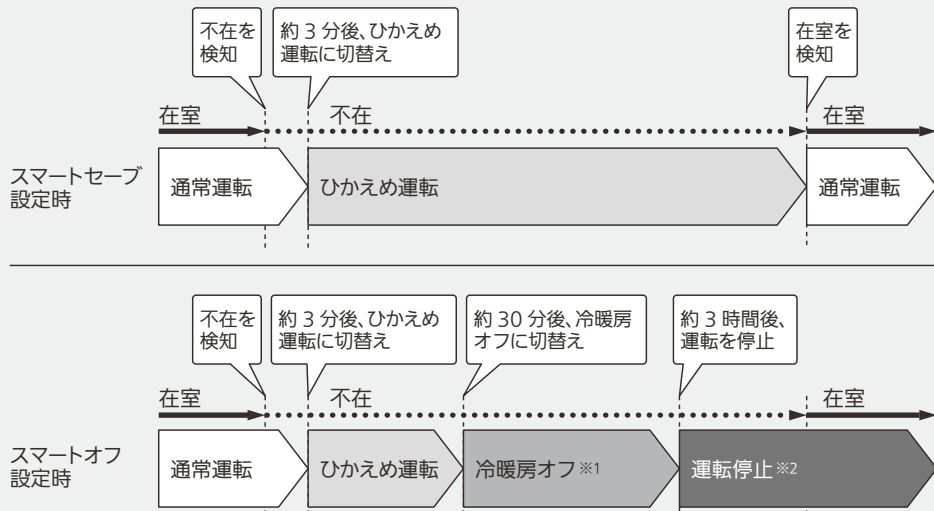 不在を
検知
約 3 分後、ひかえめ
運転に切替え
在室を
検知
在室
不在
在室
スマートセーブ
設定時
通常運転
ひかえめ運転
通常運転
不在を
検知
約 3 分後、ひかえめ
運転に切替え
約 30 分後、冷暖房
オフに切替え
約 3 時間後、
運転を停止
在室
不在
在室
スマートオフ
設定時
通常運転
ひかえめ運転
冷暖房オフ※1
運転停止※2